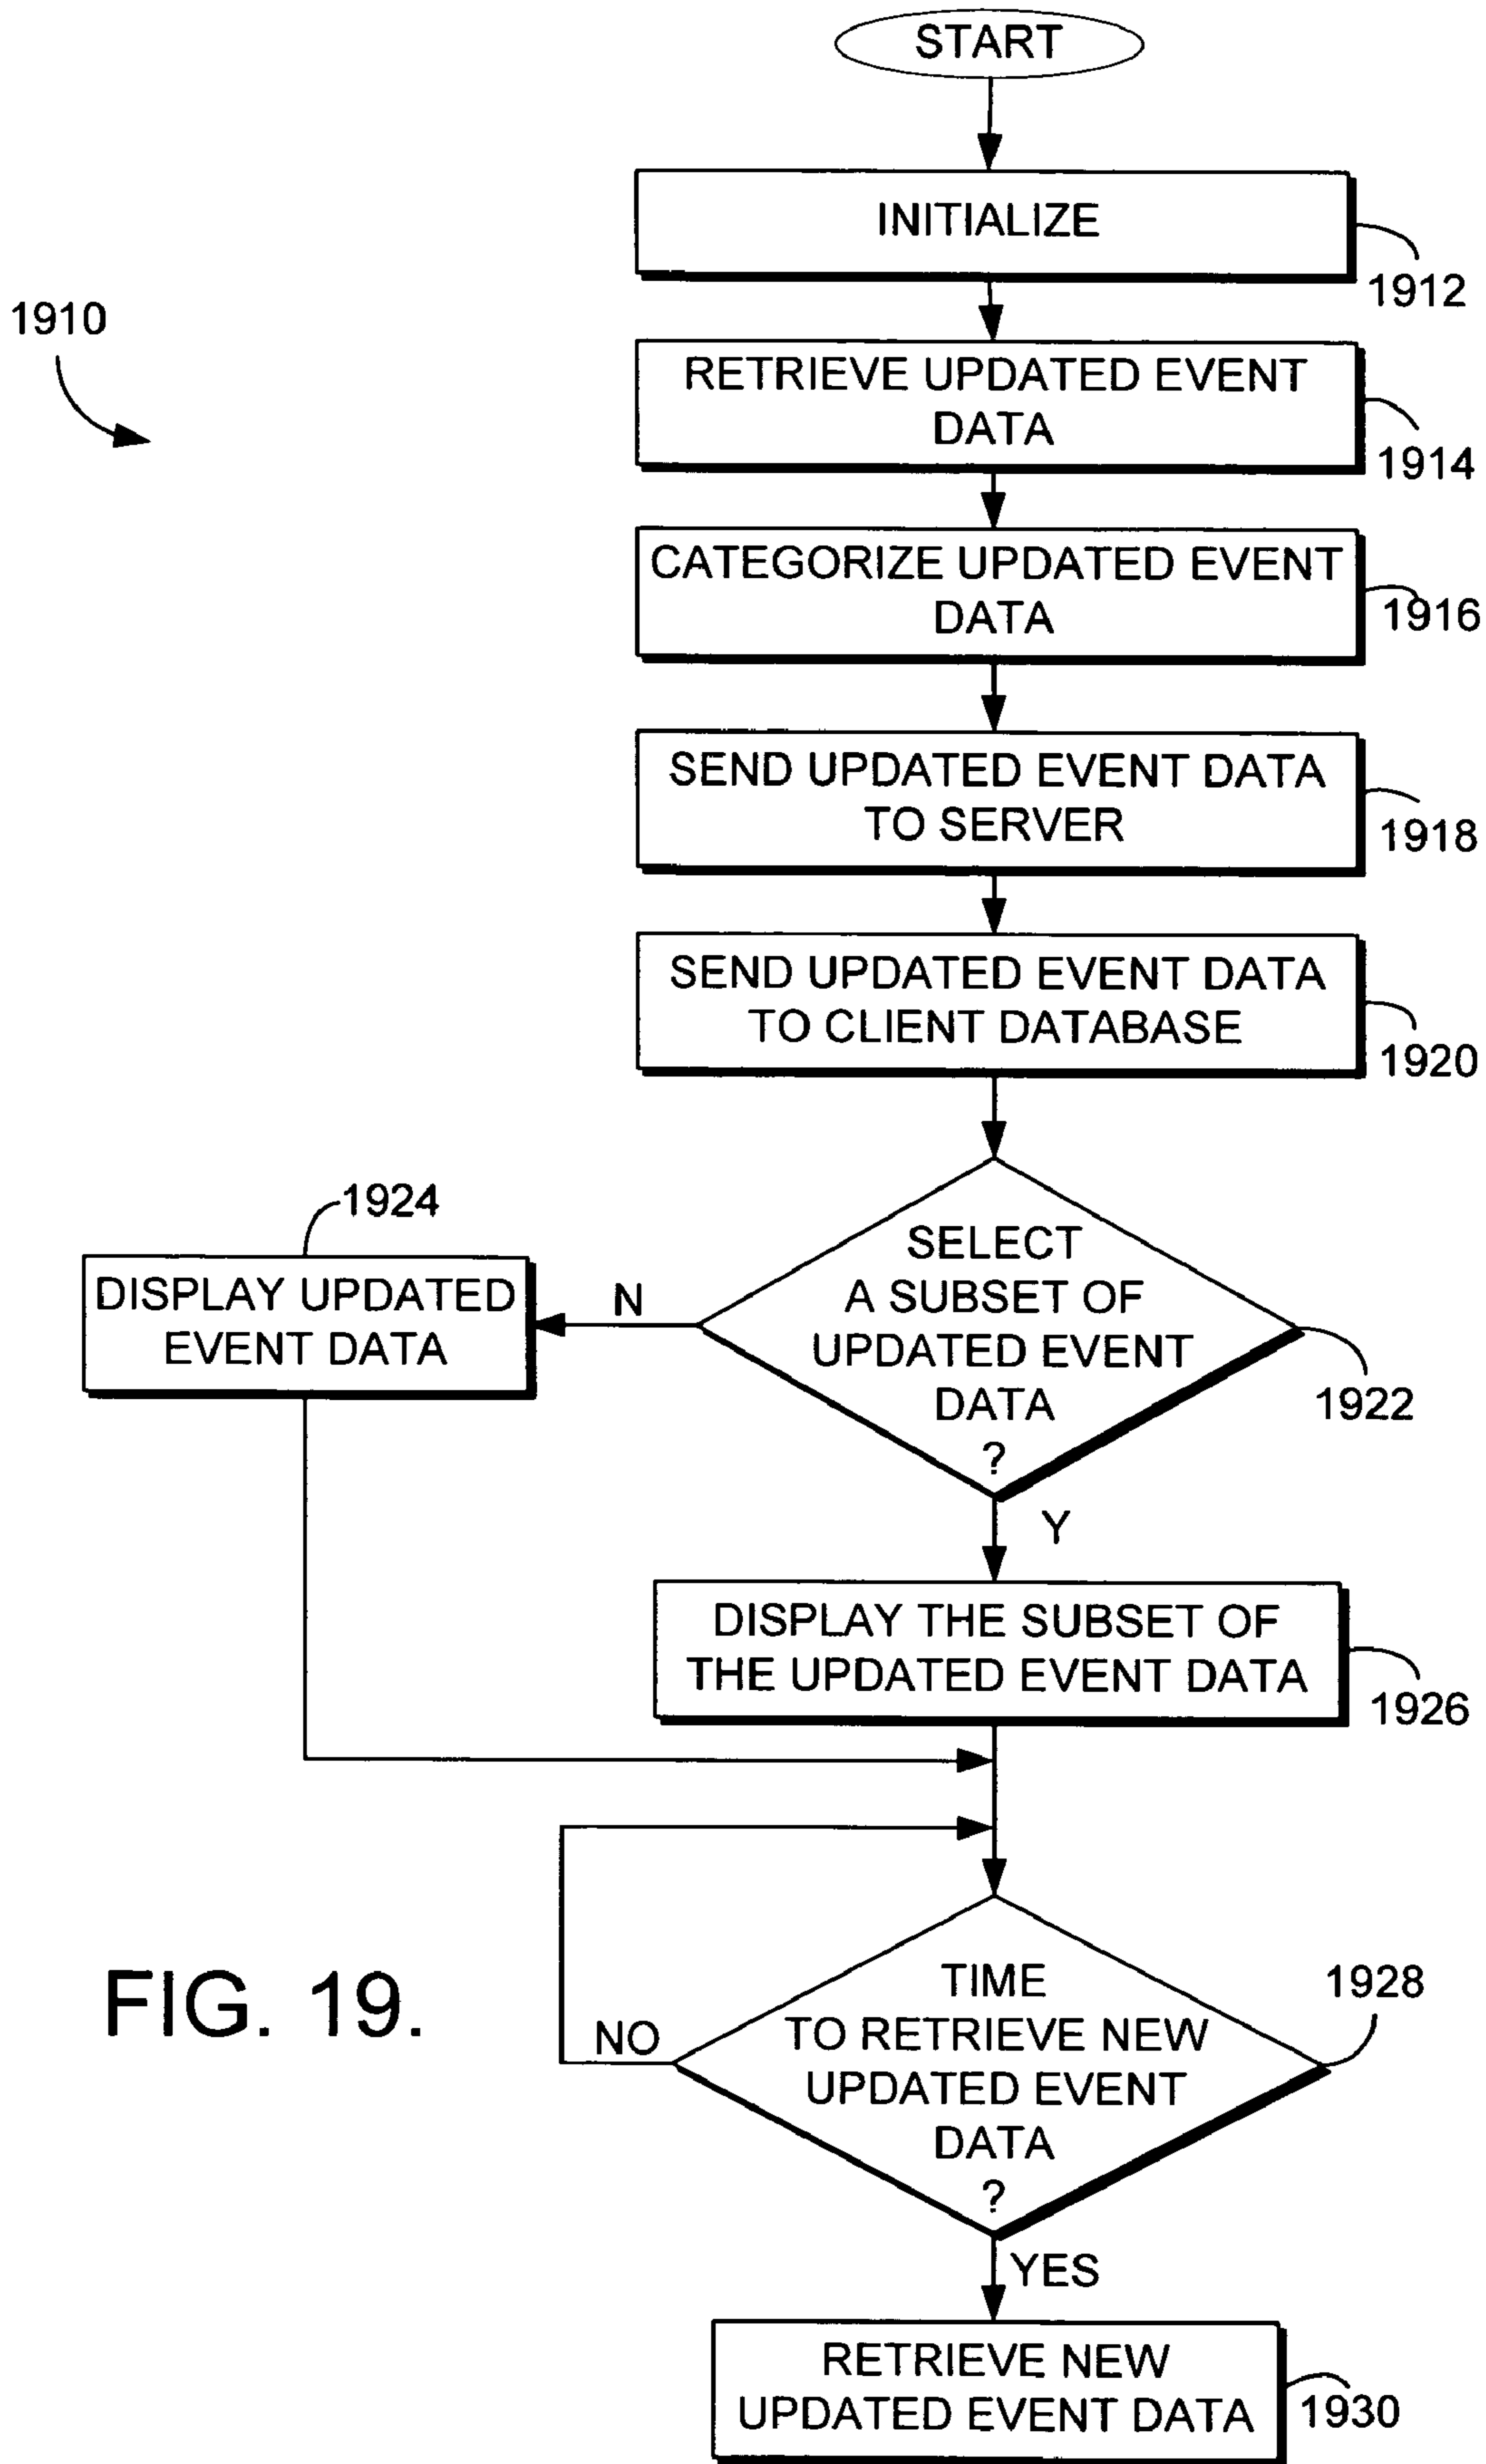 START
INITIALIZE
1912
1910
RETRIEVE UPDATED EVENT
DATA
1914
CATEGORIZE UPDATED EVENT
DATA
1916
SEND UPDATED EVENT DATA
TO SERVER
1918
SEND UPDATED EVENT DATA
TO CLIENT DATABASE
1920
SELECT
A SUBSET OF
UPDATED EVENT
DATA
?
1922
N
1924
DISPLAY UPDATED
EVENT DATA
Y
DISPLAY THE SUBSET OF
THE UPDATED EVENT DATA
1926
TIME
TO RETRIEVE NEW
UPDATED EVENT
DATA
?
1928
NO
FIG. 19.
YES
RETRIEVE NEW
UPDATED EVENT DATA
1930